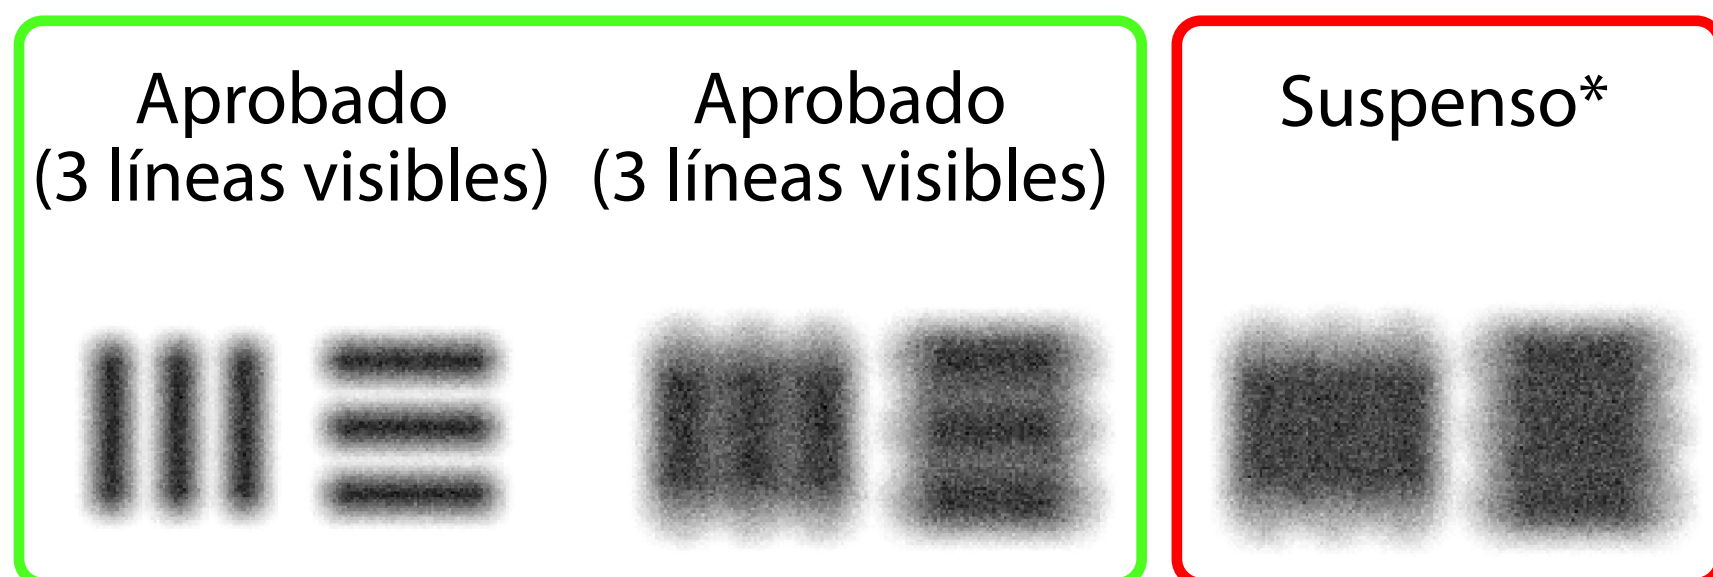 Aprobado
(3 líneas visibles)
Aprobado
(3 líneas visibles)
Suspenso*